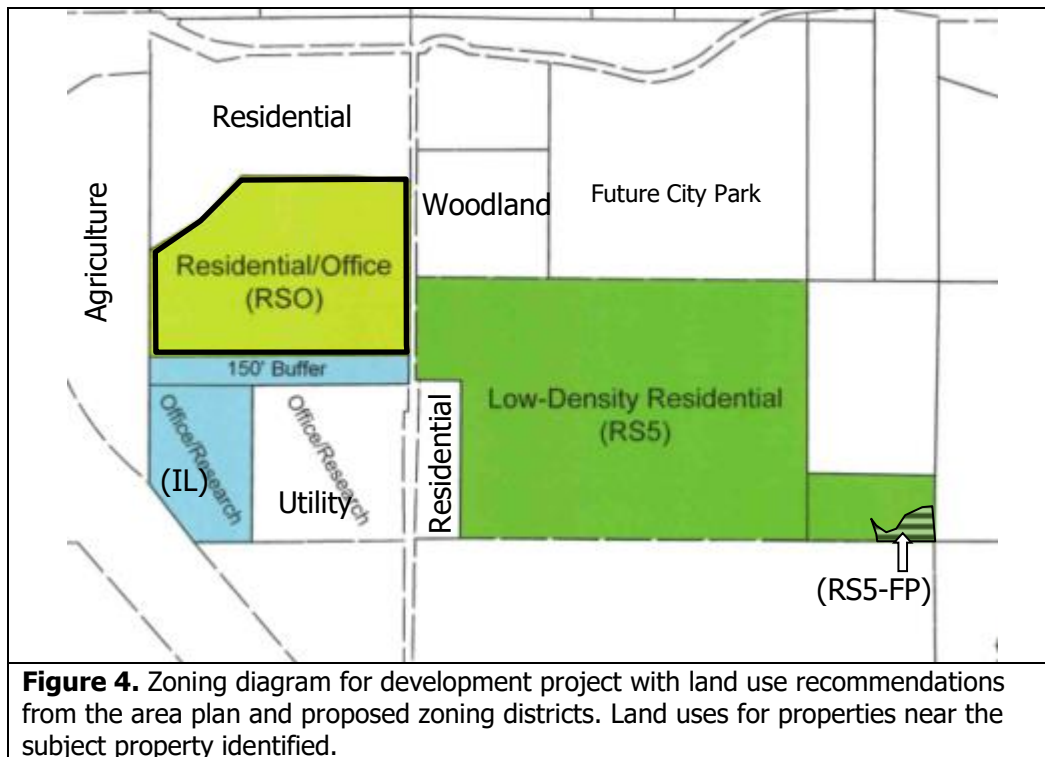 Residential
Agriculture
Woodland
Future City Park
Residential/Office
(RSO)
150' Buffer
Low-Density Residential
(RS5)
Office/Research
(IL)
Office/Research
Utility
Residential
(RS5-FP)
Figure 4. Zoning diagram for development project with land use recommendations
from the area plan and proposed zoning districts. Land uses for properties near the
subject property identified.